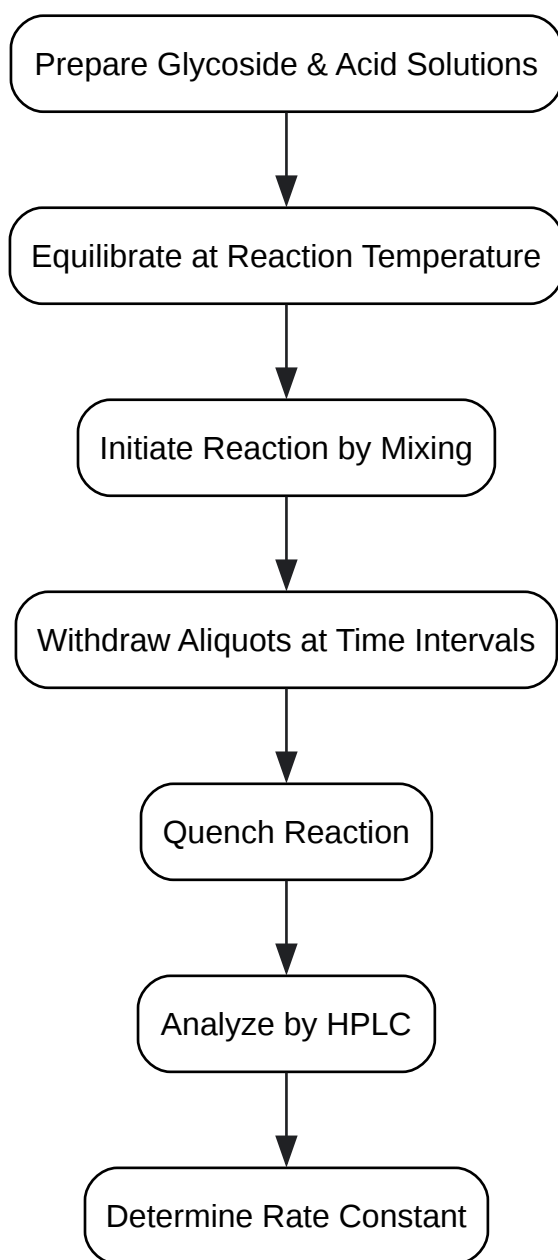 Prepare Glycoside & Acid Solutions
Equilibrate at Reaction Temperature
Initiate Reaction by Mixing
Withdraw Aliquots at Time Intervals
Quench Reaction
Analyze by HPLC
Determine Rate Constant